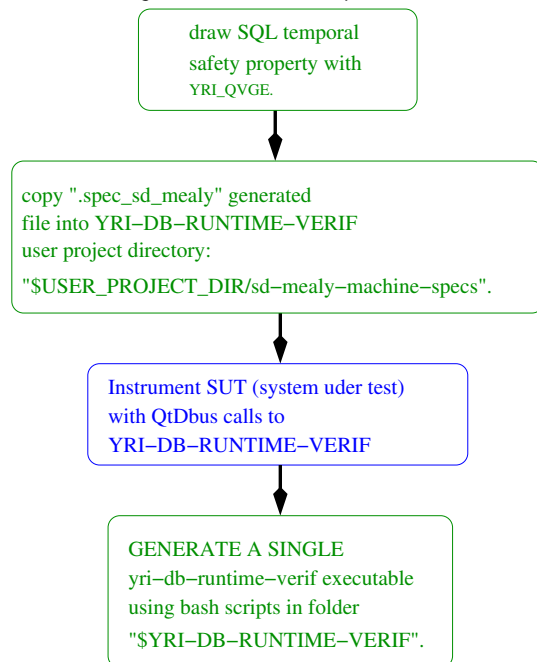 draw SQL temporal
safety property with
YRI_QVGE.
copy ".spec_sd_mealy" generated
file into YRI−DB−RUNTIME−VERIF
user project directory:
"$USER_PROJECT_DIR/sd−mealy−machine−specs".
Instrument SUT (system uder test)
with QtDbus calls to
YRI−DB−RUNTIME−VERIF
GENERATE A SINGLE
yri−db−runtime−verif executable
using bash scripts in folder
"$YRI-DB-RUNTIME-VERIF".